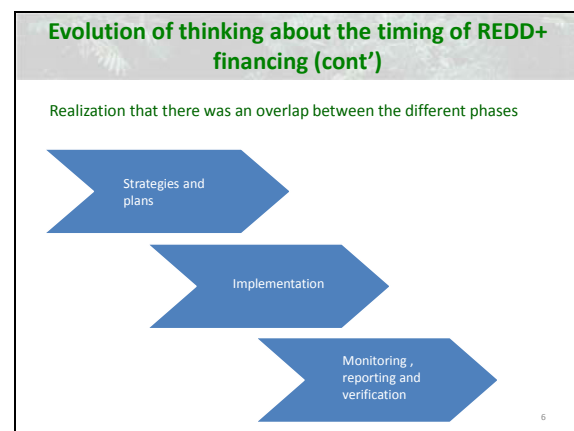 Evolution of thinking about the timing of REDD+
financing (cont’)
Realization that there was an overlap between the different phases
Strategies and
plans
Implementation
Monitoring ,
reporting and
verification
6